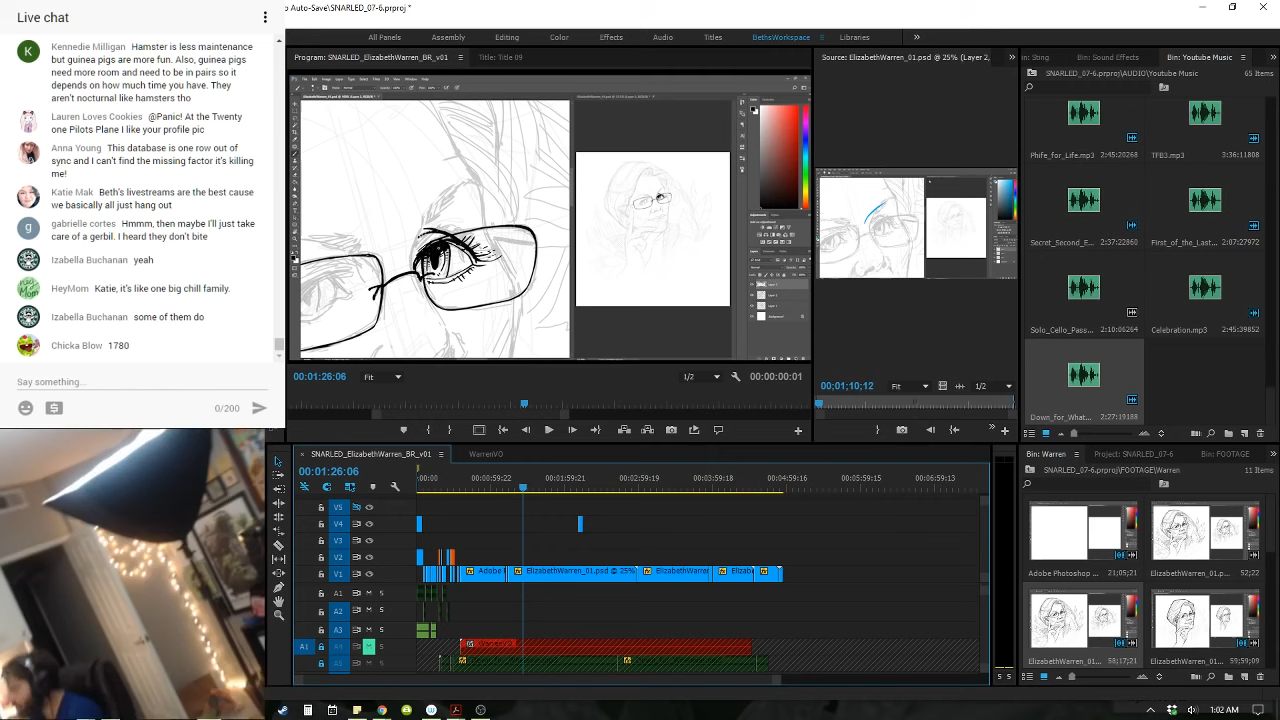 Live chat
Kennedie Milligan Hamster is less maintenance
but guinea pigs are more fun. Also, guinea pigs
need more room and need to be in pairs so it
depends on how much time you have. They
aren't nocturnal like hamsters tho
Lauren Loves Cookies @Panic! At the Twenty
one Pilots Plane I like your profile pic
Anna Young This database is one row out of
sync and I can't find the missing factor it's killing
me!
Katie Mak Beth's livestreams are the best cause
we basically all just hang out
gabrielle cortes Hmmm, then maybe I'll just take
care of a gerbil. I heard they don't bite
Izabella Buchanan yeah
HeyMom Katie, it's like one big chill family.
Izabella Buchanan some of them do
Chicka Blow 1780
Say something...
0/200
Auto-Save\SNARLED_07-6.prproj *
All Panels Assembly Editing Color Effects Audio Titles BethsWorkspace Libraries
Program: SNARLED_ElizabethWarren_BR_v01 Title: Title 09
00:01:26:06 Fit 1/2 00:00:00:01
Source: ElizabethWarren_01.psd @ 25% (Layer 2,
00;01;10;12 Fit 1/2
Bin: Sound Effects Bin: Youtube Music
SNARLED_07-6.prproj\AUDIO\Youtube Music 55 Items
Phife_for_Life.mp3 2:45:20268 TFB3.mp3 3:36:11808
Solo_Cello_Pas... 2:10:06264 Celebration.mp3 2:45:39852
Down_for_What... 2:27:19188
SNARLED_ElizabethWarren_BR_v01 WarrenVO
00:01:26:06
:00:00 00:00:59:22 00:01:59:21 00:02:59:19 00:03:59:18 00:04:59:16 00:05:59:15 00:06:59:13
V5
V4
V3
V2
V1 Adobe ElizabethWarren_01.psd @ 25% ElizabethWarren
A1
A2
A3
A1 A4 M S WarrenVO
A5
Bin: Warren Project: SNARLED_07-6 Bin: FOOTAGE
SNARLED_07-6.prproj\FOOTAGE\Warren 11 Items
Adobe Photoshop ... 21;05;21 ElizabethWarren_01.p... 52;22
ElizabethWarren_01... 58;17;21 ElizabethWarren_01... 59;59;09
1:02 AM